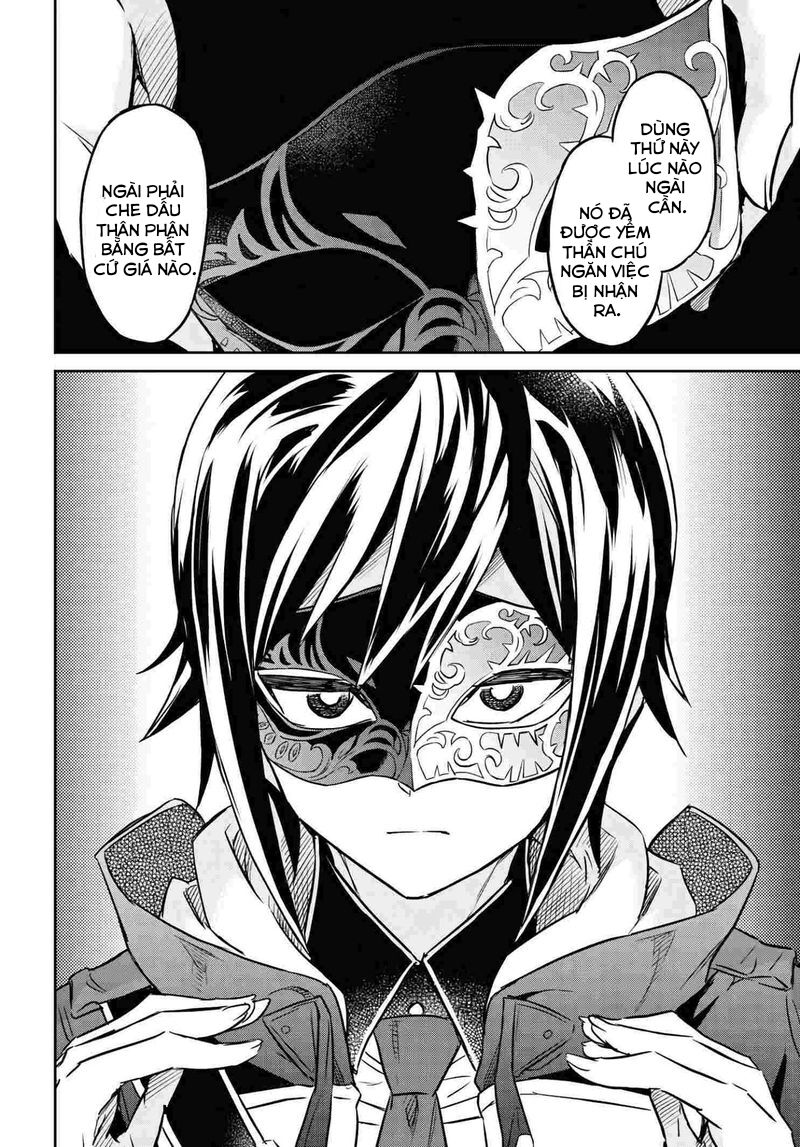 DÙNG
THỨ NÀY
LÚC NÀO
NGÀI
CẦN.
NÓ ĐÃ
ĐƯỢC YỂM
THẦN CHÚ
NGĂN VIỆC
BỊ NHẬN
RA.
NGÀI PHẢI
CHE DẤU
THÂN PHẬN
BẰNG BẤT
CỨ GIÁ NÀO.